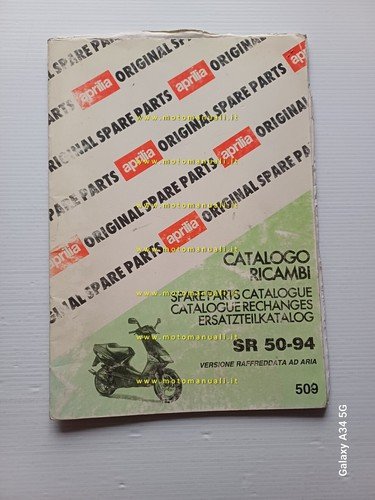 ORIGINAL SPARE PARTS aprilia ORIGINAL SPARE PARTS
aprilia ORIGINAL SPARE PARTS aprilia
ORIGINAL SPARE PARTS aprilia ORIGINAL SPARE PARTS
aprilia ORIGINAL SPARE PARTS
ORIGINAL SPARE PARTS aprilia
www.motomanuali.it
www.motomanuali.it
www.motomanuali.it
www.motomanuali.it
CATALOGO
RICAMBI
SPARE PARTS CATALOGUE
CATALOGUE RECHANGES
ERSATZTEILKATALOG
www.motomanuali.it
SR 50-94
VERSIONE RAFFREDDATA AD ARIA
www.motomanuali.it
509
Galaxy A34 5G